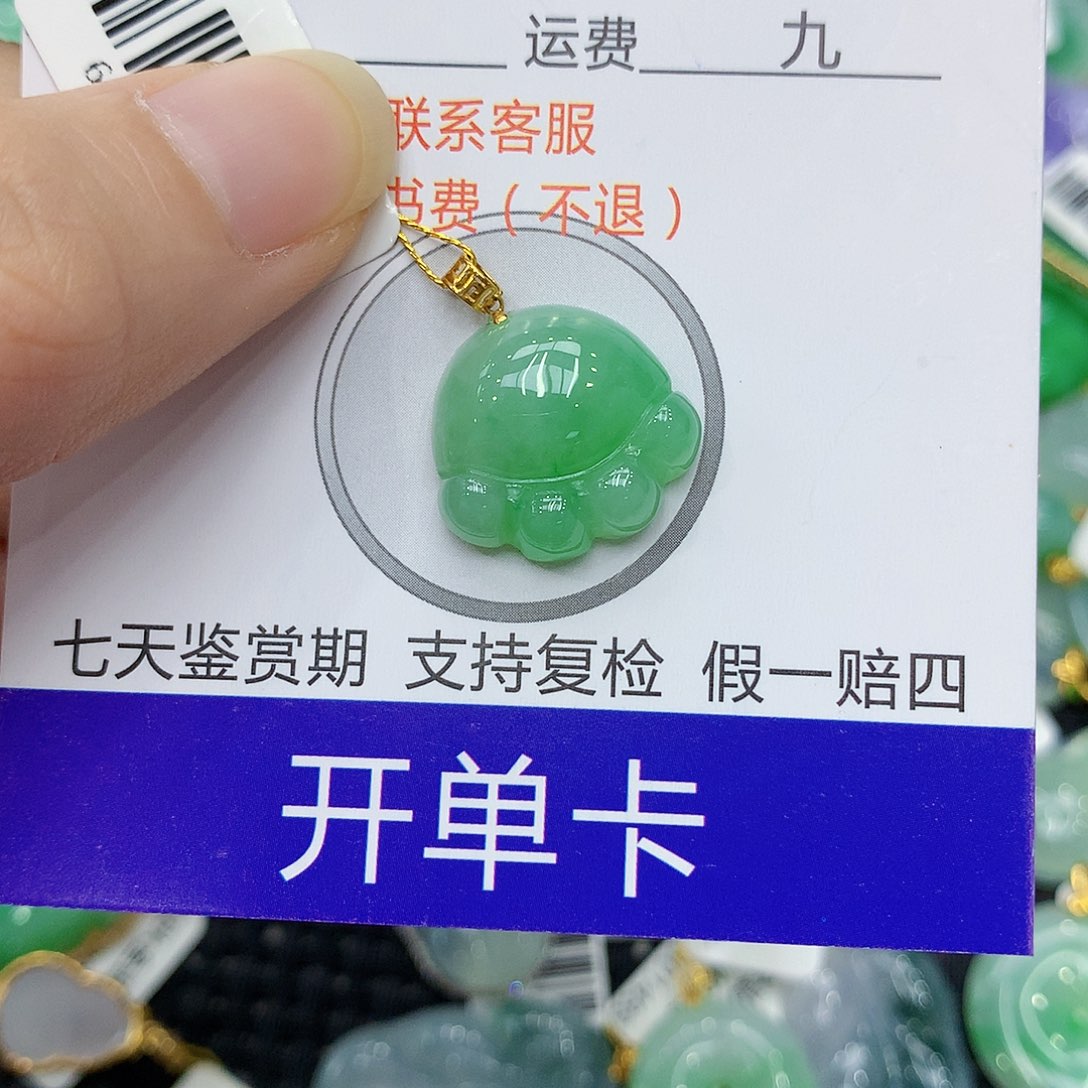 运费 九
联系客服
书费（不退）
七天鉴赏期 支持复检 假一赔四
开单卡